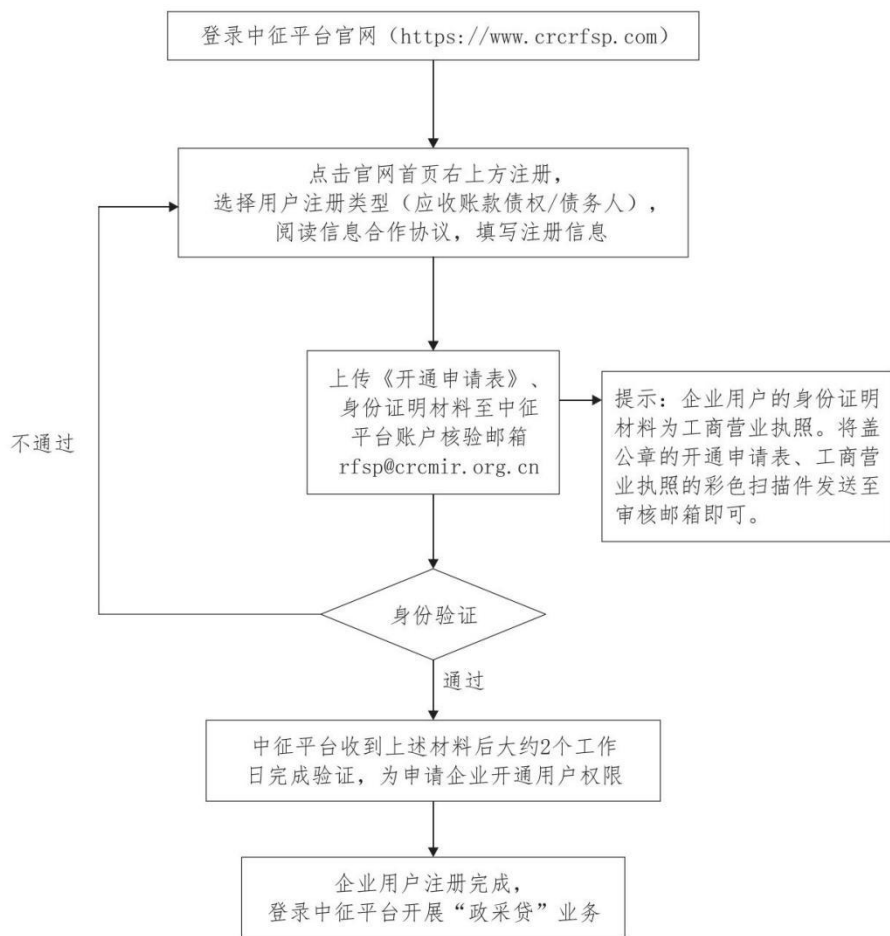 登录中征平台官网（https://www.crcrfsp.com）
点击官网首页右上方注册，
选择用户注册类型（应收账款债权/债务人），
阅读信息合作协议，填写注册信息
上传《开通申请表》、
身份证明材料至中征
平台账户核验邮箱
rfsp@crcmir.org.cn
提示：企业用户的身份证明
材料为工商营业执照。将盖
公章的开通申请表、工商营
业执照的彩色扫描件发送至
审核邮箱即可。
不通过
身份验证
通过
中征平台收到上述材料后大约2个工作
日完成验证，为申请企业开通用户权限
企业用户注册完成，
登录中征平台开展“政采贷”业务